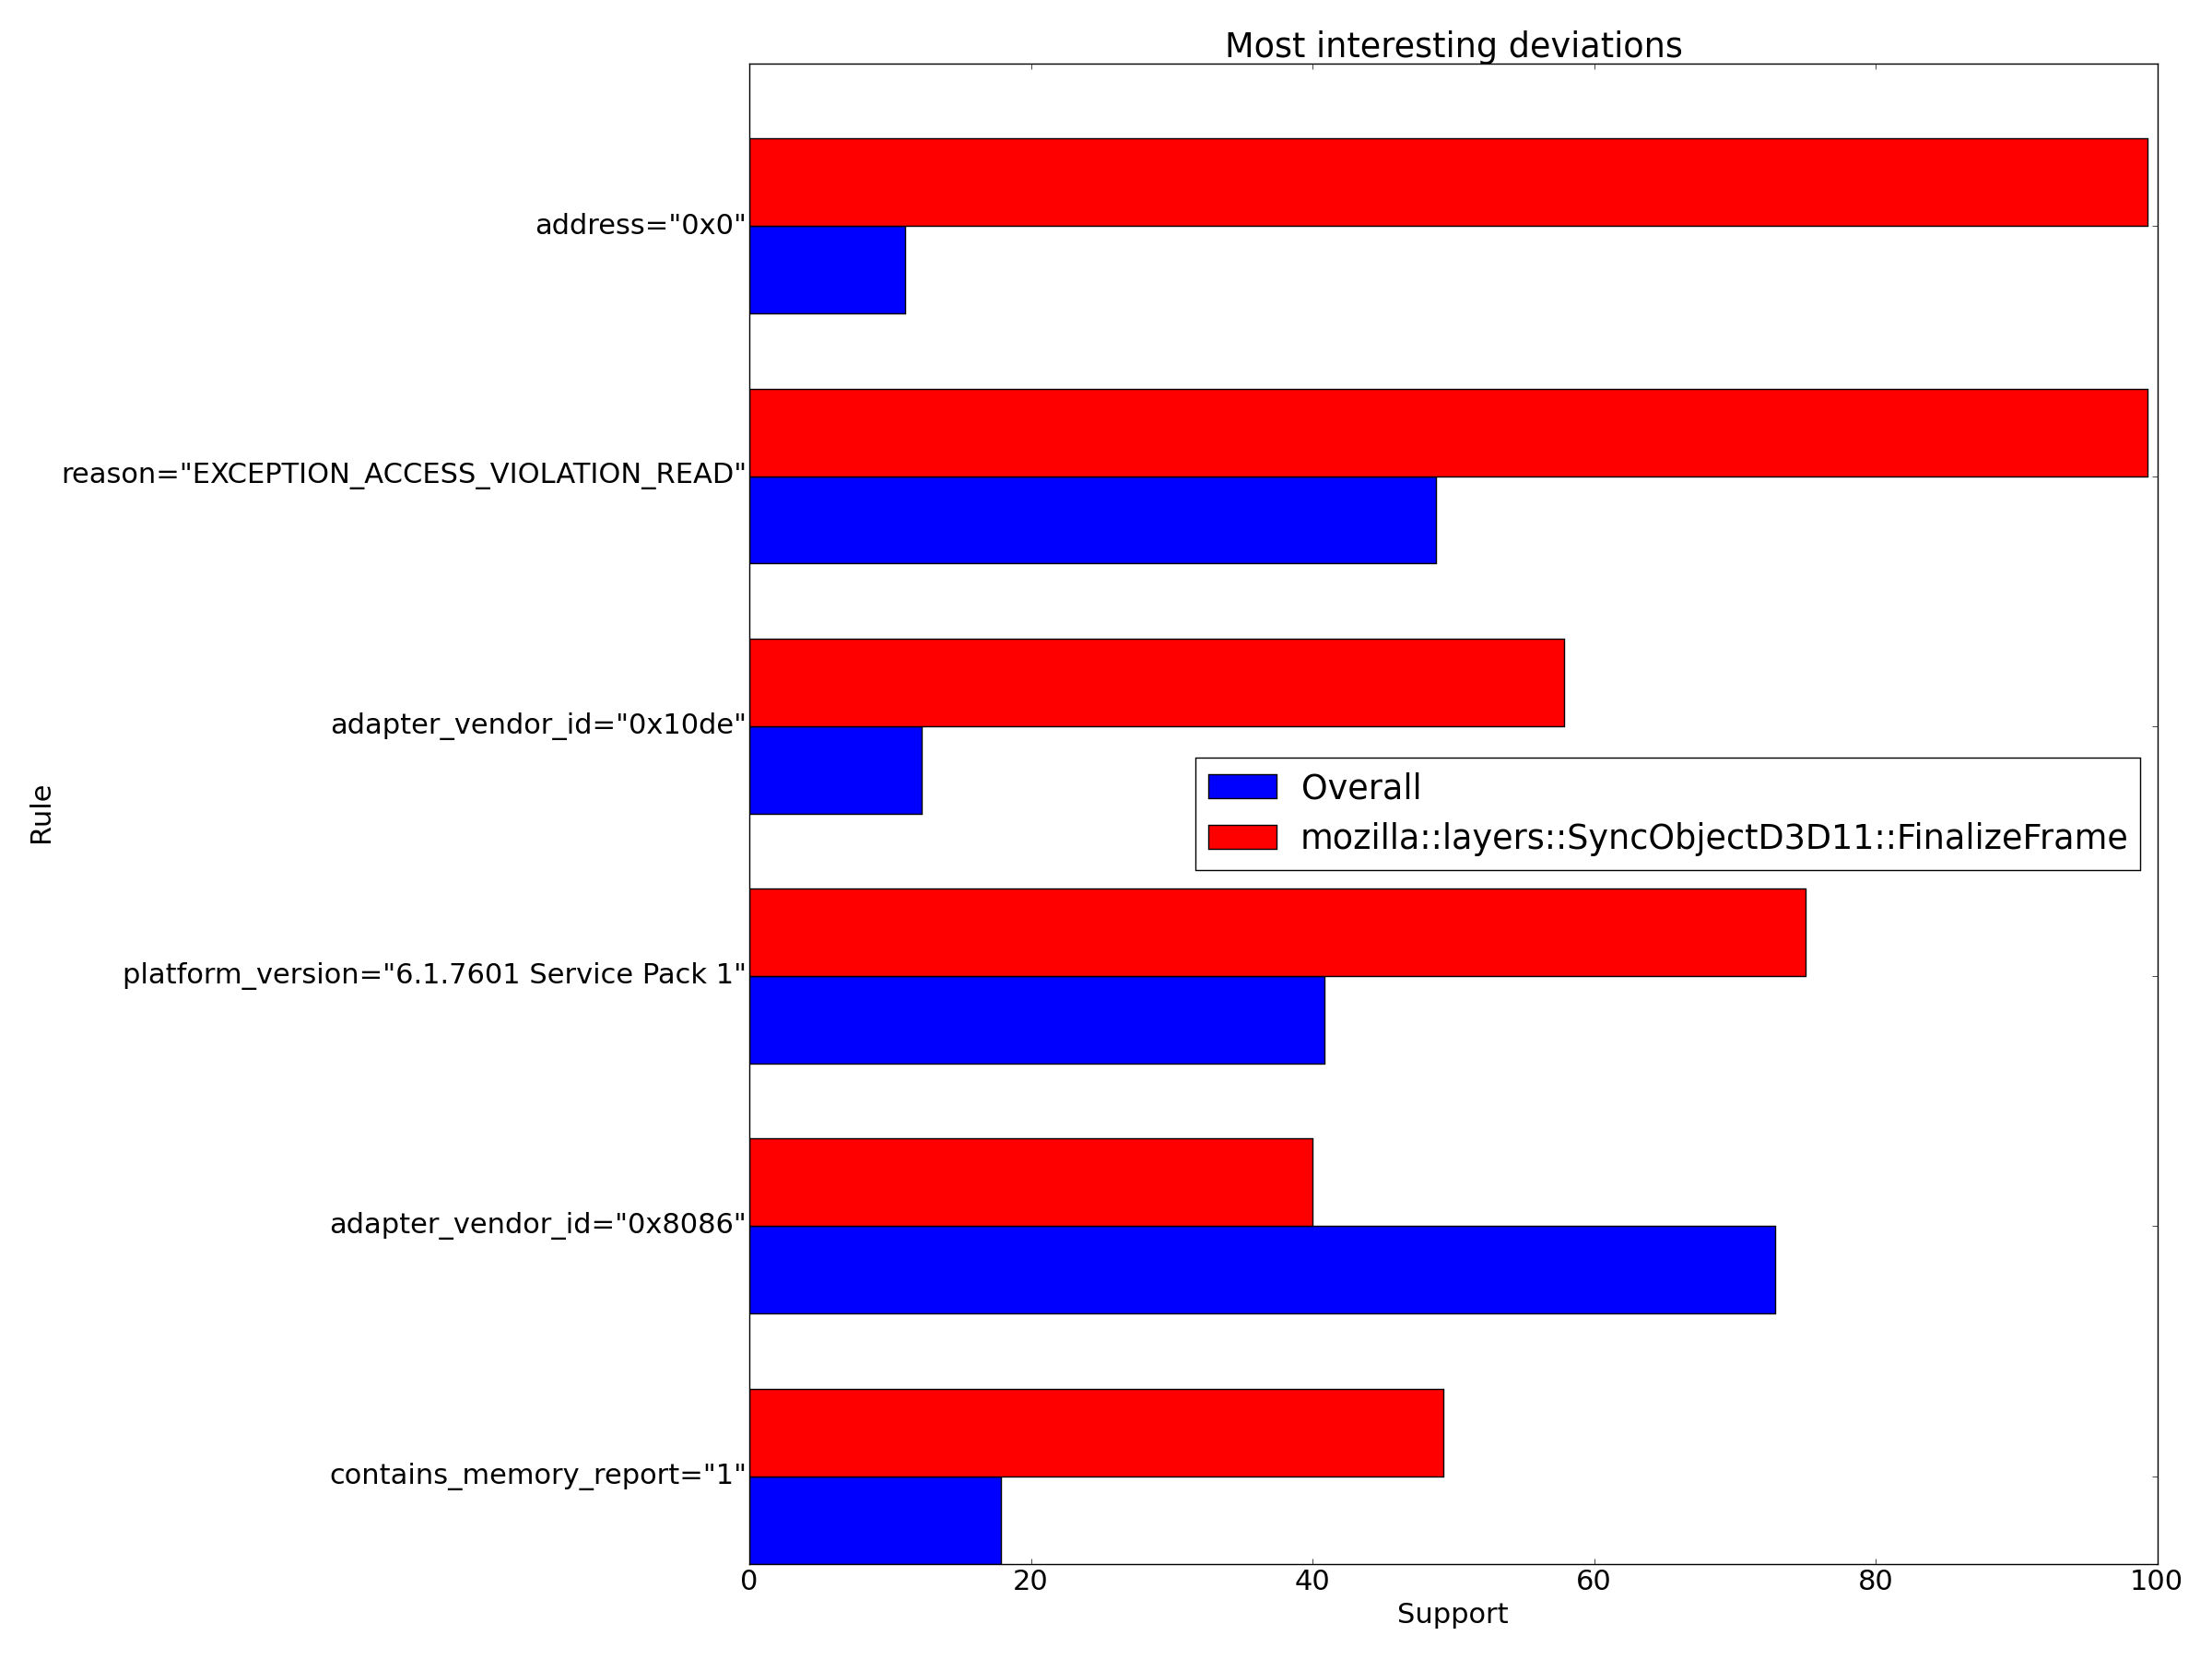 Most interesting deviations
address="0x0"
reason="EXCEPTION_ACCESS_VIOLATION_READ"
adapter_vendor_id="0x10de"
Overall
mozilla::layers::SyncObjectD3D11::FinalizeFrame
Rule
platform_version="6.1.7601 Service Pack 1"
adapter_vendor_id="0x8086"
contains_memory_report="1"
0 20 40 60 80 100
Support